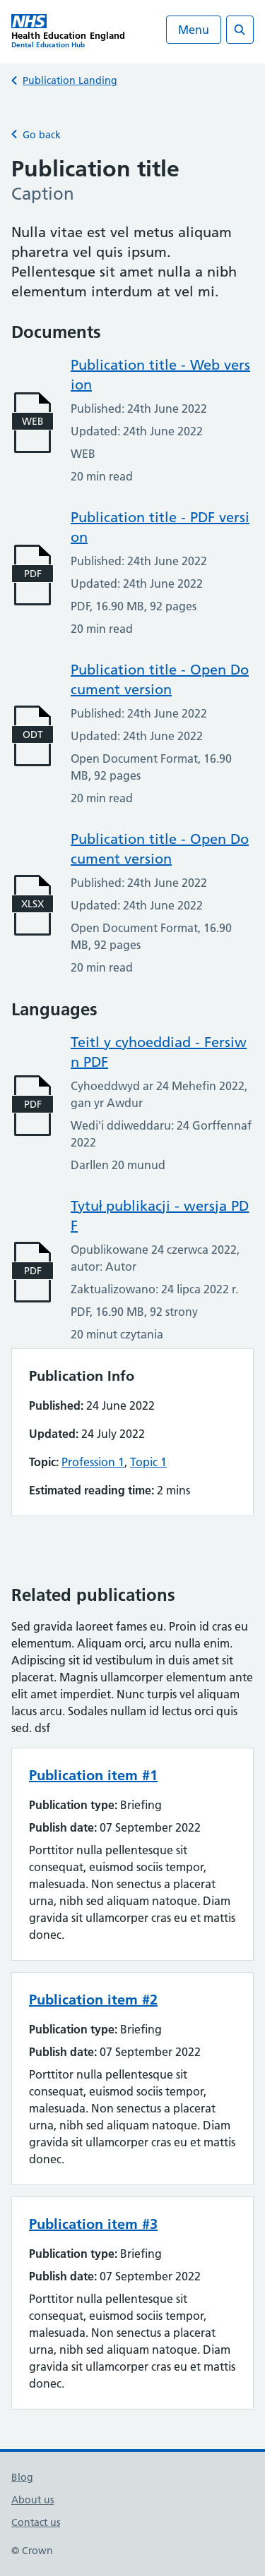 NHS
Health Education England
Dental Education Hub
Menu
Publication Landing
Go back
Publication title
Caption
Nulla vitae est vel metus aliquam
pharetra vel quis ipsum.
Pellentesque sit amet nulla a nibh
elementum interdum at vel mi.
Documents
Publication title - Web vers
ion
Published: 24th June 2022
WEB
Updated: 24th June 2022
WEB
20 min read
Publication title - PDF versi
on
Published: 24th June 2022
PDF
Updated: 24th June 2022
PDF, 16.90 MB, 92 pages
20 min read
Publication title - Open Do
cument version
Published: 24th June 2022
ODT
Updated: 24th June 2022
Open Document Format, 16.90
MB, 92 pages
20 min read
Publication title - Open Do
cument version
Published: 24th June 2022
XLSX
Updated: 24th June 2022
Open Document Format, 16.90
MB, 92 pages
20 min read
Languages
Teitl y cyhoeddiad - Fersiw
n PDF
Cyhoeddwyd ar 24 Mehefin 2022,
gan yr Awdur
PDF
Wedi'i ddiweddaru: 24 Gorffennaf
2022
Darllen 20 munud
Tytuł publikacji - wersja PD
F
Opublikowane 24 czerwca 2022,
autor: Autor
PDF
Zaktualizowano: 24 lipca 2022 r.
PDF, 16.90 MB, 92 strony
20 minut czytania
Publication Info
Published: 24 June 2022
Updated: 24 July 2022
Topic: Profession 1, Topic 1
Estimated reading time: 2 mins
Related publications
Sed gravida laoreet fames eu. Proin id cras eu
elementum. Aliquam orci, arcu nulla enim.
Adipiscing sit id vestibulum in duis amet sit
placerat. Magnis ullamcorper elementum ante
elit amet imperdiet. Nunc turpis vel aliquam
lacus arcu. Sodales nullam id lectus orci quis
sed. dsf
Publication item #1
Publication type: Briefing
Publish date: 07 September 2022
Porttitor nulla pellentesque sit
consequat, euismod sociis tempor,
malesuada. Non senectus a placerat
urna, nibh sed aliquam natoque. Diam
gravida sit ullamcorper cras eu et mattis
donec.
Publication item #2
Publication type: Briefing
Publish date: 07 September 2022
Porttitor nulla pellentesque sit
consequat, euismod sociis tempor,
malesuada. Non senectus a placerat
urna, nibh sed aliquam natoque. Diam
gravida sit ullamcorper cras eu et mattis
donec.
Publication item #3
Publication type: Briefing
Publish date: 07 September 2022
Porttitor nulla pellentesque sit
consequat, euismod sociis tempor,
malesuada. Non senectus a placerat
urna, nibh sed aliquam natoque. Diam
gravida sit ullamcorper cras eu et mattis
donec.
Blog
About us
Contact us
© Crown